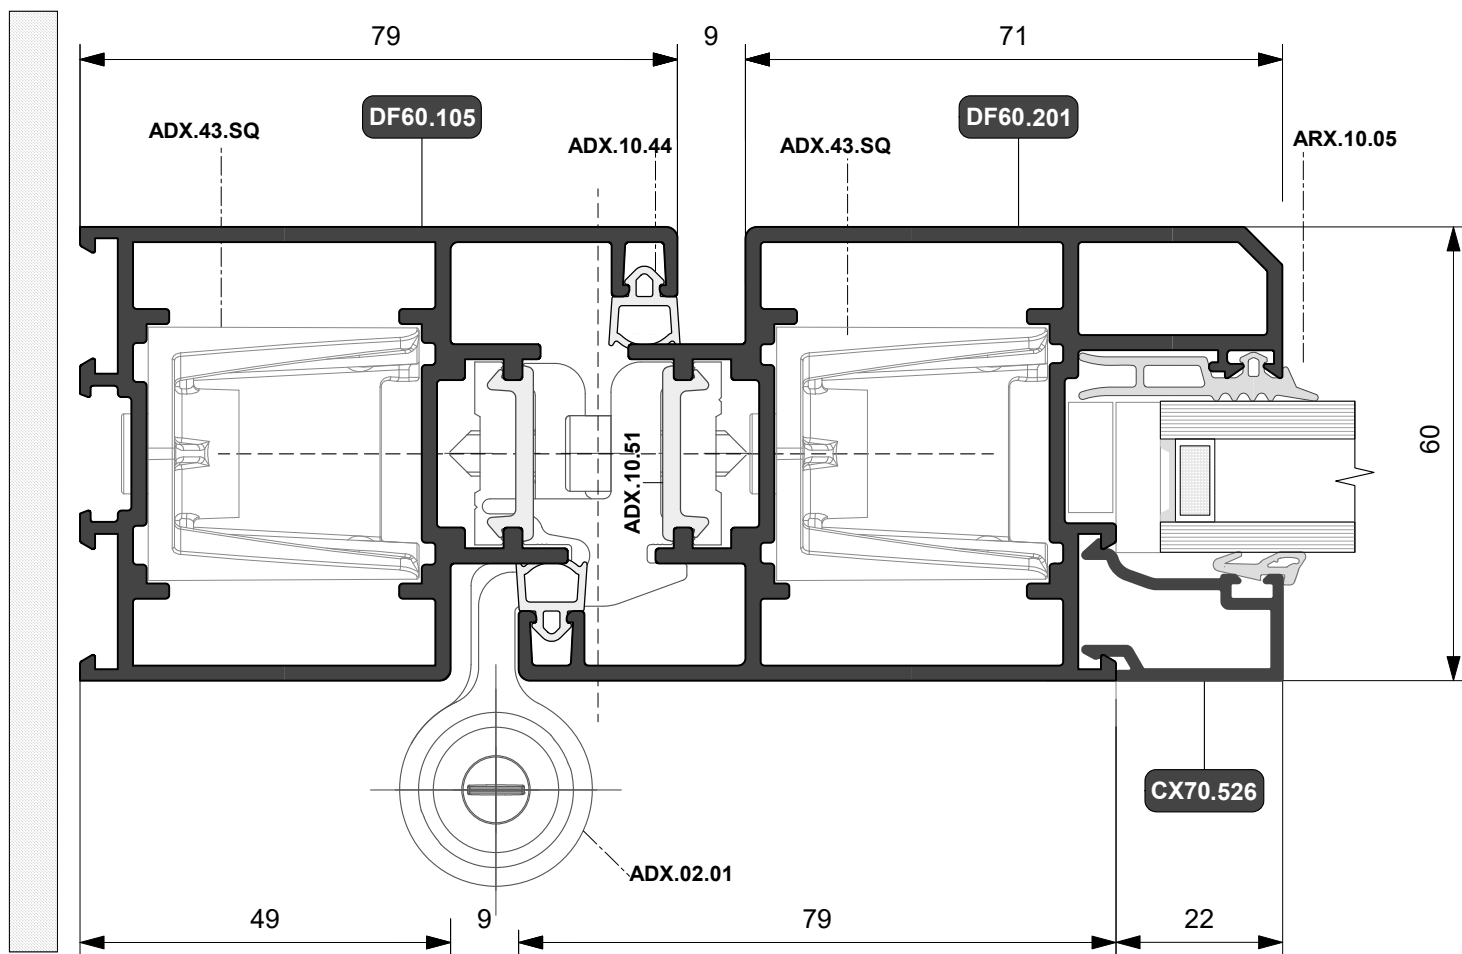 79
9
71
DF60.105
DF60.201
ADX.43.SQ
ADX.10.44
ADX.43.SQ
ARX.10.05
60
ADX.10.51
CX70.526
ADX.02.01
49
9
79
22